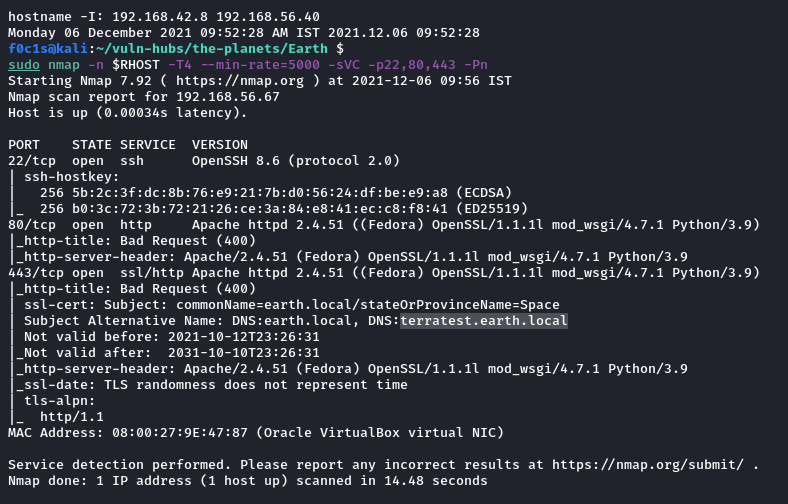 hostname -I: 192.168.42.8 192.168.56.40
Monday 06 December 2021 09:52:28 AM IST 2021.12.06 09:52:28
f0c1s@kali:~/vuln-hubs/the-planets/Earth $
sudo nmap -n $RHOST -T4 --min-rate=5000 -sVC -p22,80,443 -Pn
Starting Nmap 7.92 ( https://nmap.org ) at 2021-12-06 09:56 IST
Nmap scan report for 192.168.56.67
Host is up (0.00034s latency).

PORT    STATE SERVICE  VERSION
22/tcp  open  ssh      OpenSSH 8.6 (protocol 2.0)
| ssh-hostkey:
|   256 5b:2c:3f:dc:8b:76:e9:21:7b:d0:56:24:df:be:e9:a8 (ECDSA)
|_  256 b0:3c:72:3b:72:21:26:ce:3a:84:e8:41:ec:c8:f8:41 (ED25519)
80/tcp  open  http     Apache httpd 2.4.51 ((Fedora) OpenSSL/1.1.1l mod_wsgi/4.7.1 Python/3.9)
|_http-title: Bad Request (400)
|_http-server-header: Apache/2.4.51 (Fedora) OpenSSL/1.1.1l mod_wsgi/4.7.1 Python/3.9
443/tcp open  ssl/http Apache httpd 2.4.51 ((Fedora) OpenSSL/1.1.1l mod_wsgi/4.7.1 Python/3.9)
|_http-title: Bad Request (400)
| ssl-cert: Subject: commonName=earth.local/stateOrProvinceName=Space
| Subject Alternative Name: DNS:earth.local, DNS:terratest.earth.local
| Not valid before: 2021-10-12T23:26:31
|_Not valid after:  2031-10-10T23:26:31
|_http-server-header: Apache/2.4.51 (Fedora) OpenSSL/1.1.1l mod_wsgi/4.7.1 Python/3.9
|_ssl-date: TLS randomness does not represent time
| tls-alpn:
|_  http/1.1
MAC Address: 08:00:27:9E:47:87 (Oracle VirtualBox virtual NIC)

Service detection performed. Please report any incorrect results at https://nmap.org/submit/ .
Nmap done: 1 IP address (1 host up) scanned in 14.48 seconds